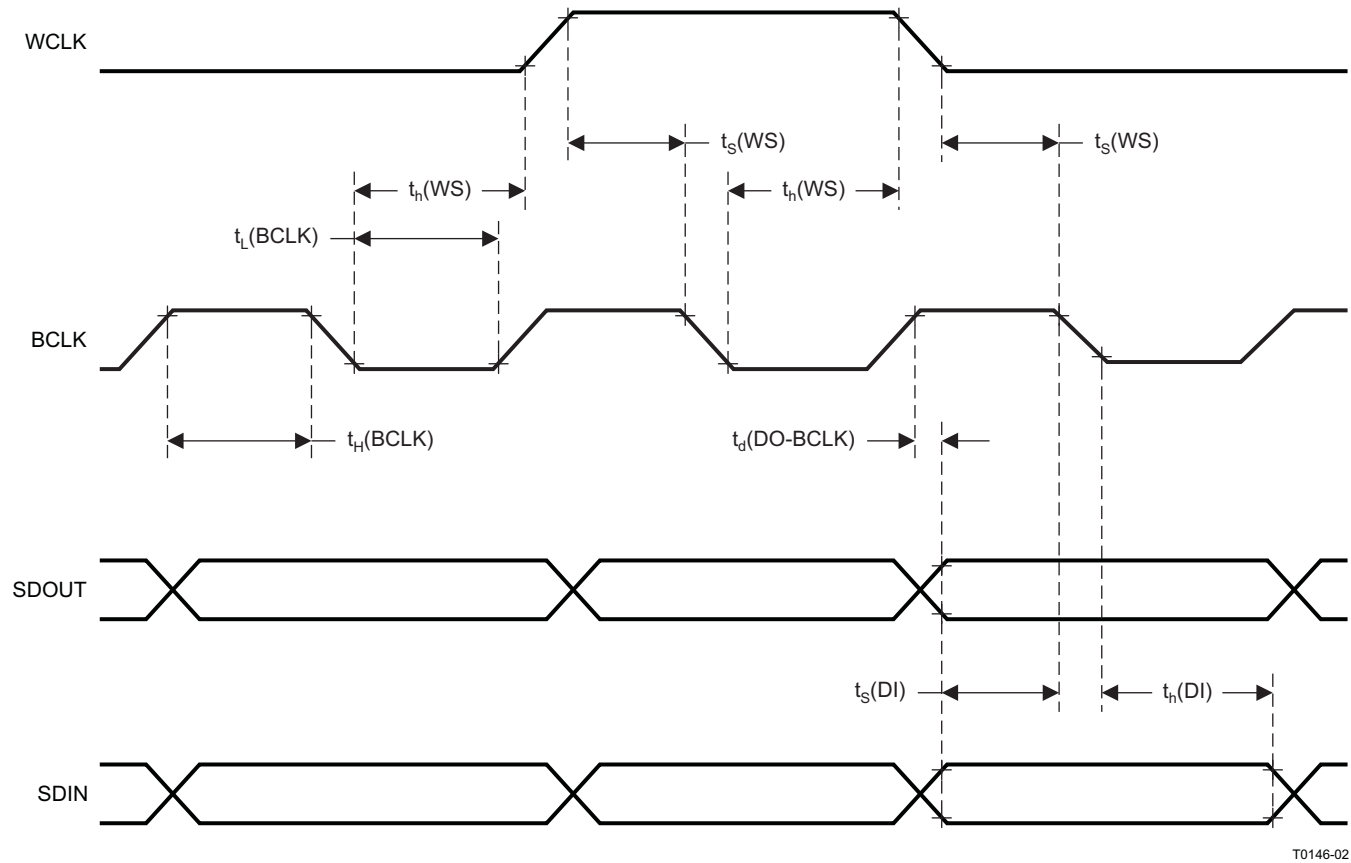 WCLK
tS(WS)
tS(WS)
th(WS)
th(WS)
tL(BCLK)
BCLK
tH(BCLK)
td(DO-BCLK)
SDOUT
tS(DI)
th(DI)
SDIN
T0146-02